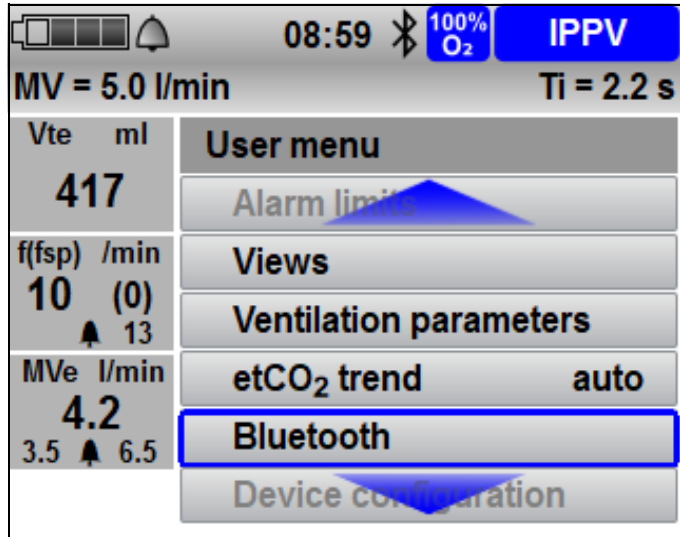 08:59 100% O₂ IPPV
MV = 5.0 l/min Ti = 2.2 s
Vte ml
417
f(fsp) /min
10 (0)
13
MVe l/min
4.2
3.5 6.5
User menu
Alarm limits
Views
Ventilation parameters
etCO₂ trend auto
Bluetooth
Device configuration